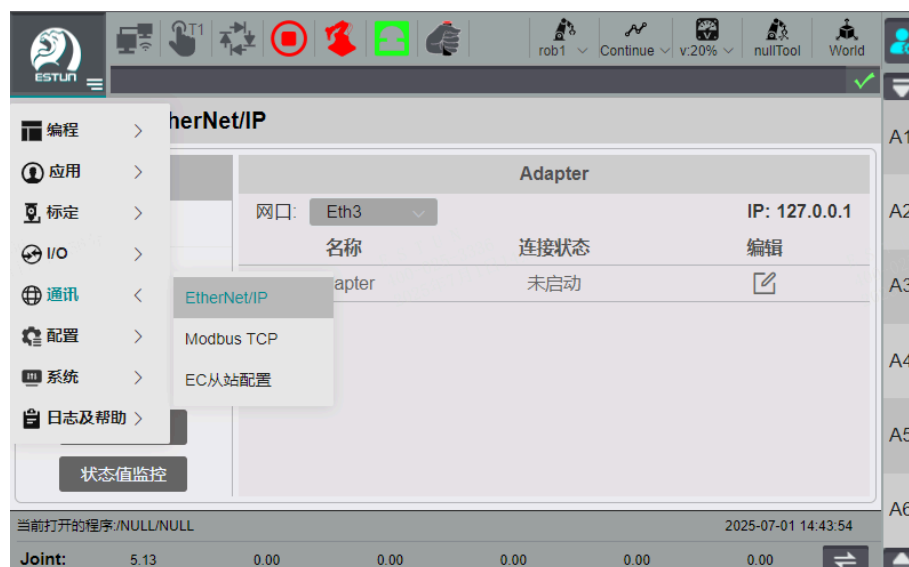 T1
rob1 Continue v:20% nullTool World
ESTUN
herNet/IP
编程
应用
标定
I/O
通讯
配置
系统
日志及帮助
EtherNet/IP
Modbus TCP
EC从站配置
Adapter
网口: Eth3 IP: 127.0.0.1
名称 连接状态 编辑
apter 未启动
状态值监控
A1
A2
A3
A4
A5
A6
当前打开的程序:/NULL/NULL 2025-07-01 14:43:54
Joint: 5.13 0.00 0.00 0.00 0.00 0.00